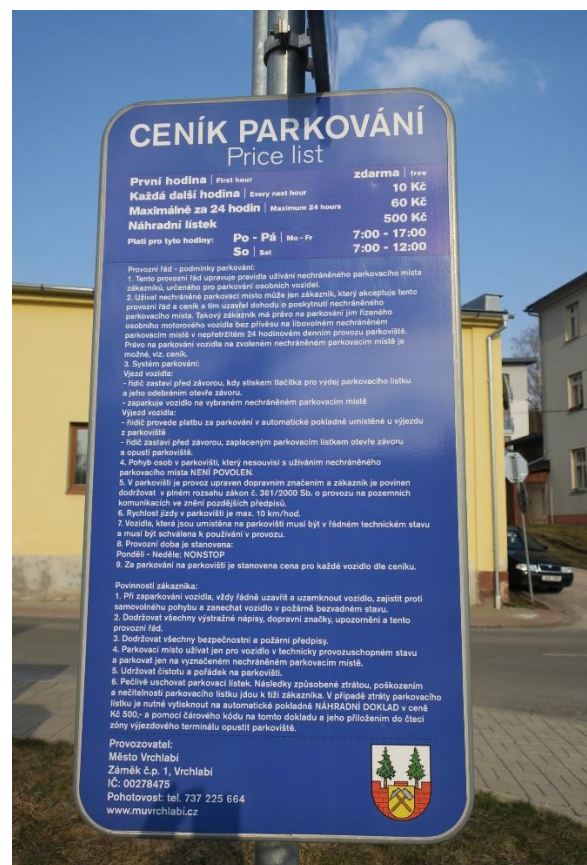 CENÍK PARKOVÁNÍ
Price list
První hodina | First hour zdarma | free
Každá další hodina | Every next hour 10 Kč
Maximálně za 24 hodin | Maximum 24 hours 60 Kč
Náhradní lístek 500 Kč
Platí pro tyto hodiny: Po - Pá | Mo - Fr 7:00 - 17:00
So | Sat 7:00 - 12:00
Provozní řád - podmínky parkování:
1. Tento provozní řád upravuje pravidla užívání nechráněného parkovacího místa
zákazníků, určeného pro parkování osobních vozidel.
2. Užívat nechráněné parkovací místo může jen zákazník, který akceptuje tento
provozní řád a ceník a tím uzavřel dohodu o poskytnutí nechráněného
parkovacího místa. Takový zákazník má právo na parkování jím řízeného
osobního motorového vozidla bez přívěsu na libovolném nechráněném
parkovacím místě v nepřetržitém 24 hodinovém denním provozu parkoviště.
Právo na parkování vozidla na zvoleném nechráněném parkovacím místě je
možné, viz. ceník.
3. Systém parkování:
Vjezd vozidla:
- řidič zastaví před závorou, kdy stiskem tlačítka pro výdej parkovacího lístku
a jeho odebráním otevře závoru.
- zaparkuje vozidlo na vybraném nechráněném parkovacím místě
Výjezd vozidla:
- řidič provede platbu za parkování v automatické pokladně umístěné u výjezdu
z parkoviště
- řidič zastaví před závorou, zaplaceným parkovacím lístkem otevře závoru
a opustí parkoviště.
4. Pohyb osob v parkovišti, který nesouvisí s užíváním nechráněného
parkovacího místa NENÍ POVOLEN.
5. V parkovišti je provoz upraven dopravním značením a zákazník je povinen
dodržovat v plném rozsahu zákon č. 361/2000 Sb. o provozu na pozemních
komunikacích ve znění pozdějších předpisů.
6. Rychlost jízdy v parkovišti je max. 10 km/hod.
7. Vozidla, která jsou umístěna na parkovišti musí být v řádném technickém stavu
a musí být schválena k používání v provozu.
8. Provozní doba je stanovena:
Pondělí - Neděle: NONSTOP
9. Za parkování na parkovišti je stanovena cena pro každé vozidlo dle ceníku.
Povinnosti zákazníka:
1. Při zaparkování vozidla, vždy řádně uzavřít a uzamknout vozidlo, zajistit proti
samovolného pohybu a zanechat vozidlo v požárně bezvadném stavu.
2. Dodržovat všechny výstražné nápisy, dopravní značky, upozornění a tento
provozní řád.
3. Dodržovat všechny bezpečnostní a požární předpisy.
4. Parkovací místo užívat jen pro vozidlo v technicky provozuschopném stavu
a parkovat jen na vyznačeném nechráněném parkovacím místě.
5. Udržovat čistotu a pořádek na parkovišti.
6. Pečlivě uschovat parkovací lístek. Následky způsobené ztrátou, poškozením
a nečitelností parkovacího lístku jdou k tíži zákazníka. V případě ztráty parkovacího
lístku je nutné vytisknout na automatické pokladně NÁHRADNÍ DOKLAD v ceně
Kč 500,- a pomocí čárového kódu na tomto dokladu a jeho přiložením do čtecí
zóny výjezdového terminálu opustit parkoviště.
Provozovatel:
Město Vrchlabí
Zámek č.p. 1, Vrchlabí
IČ: 00278475
Pohotovost: tel. 737 225 664
www.muvrchlabi.cz